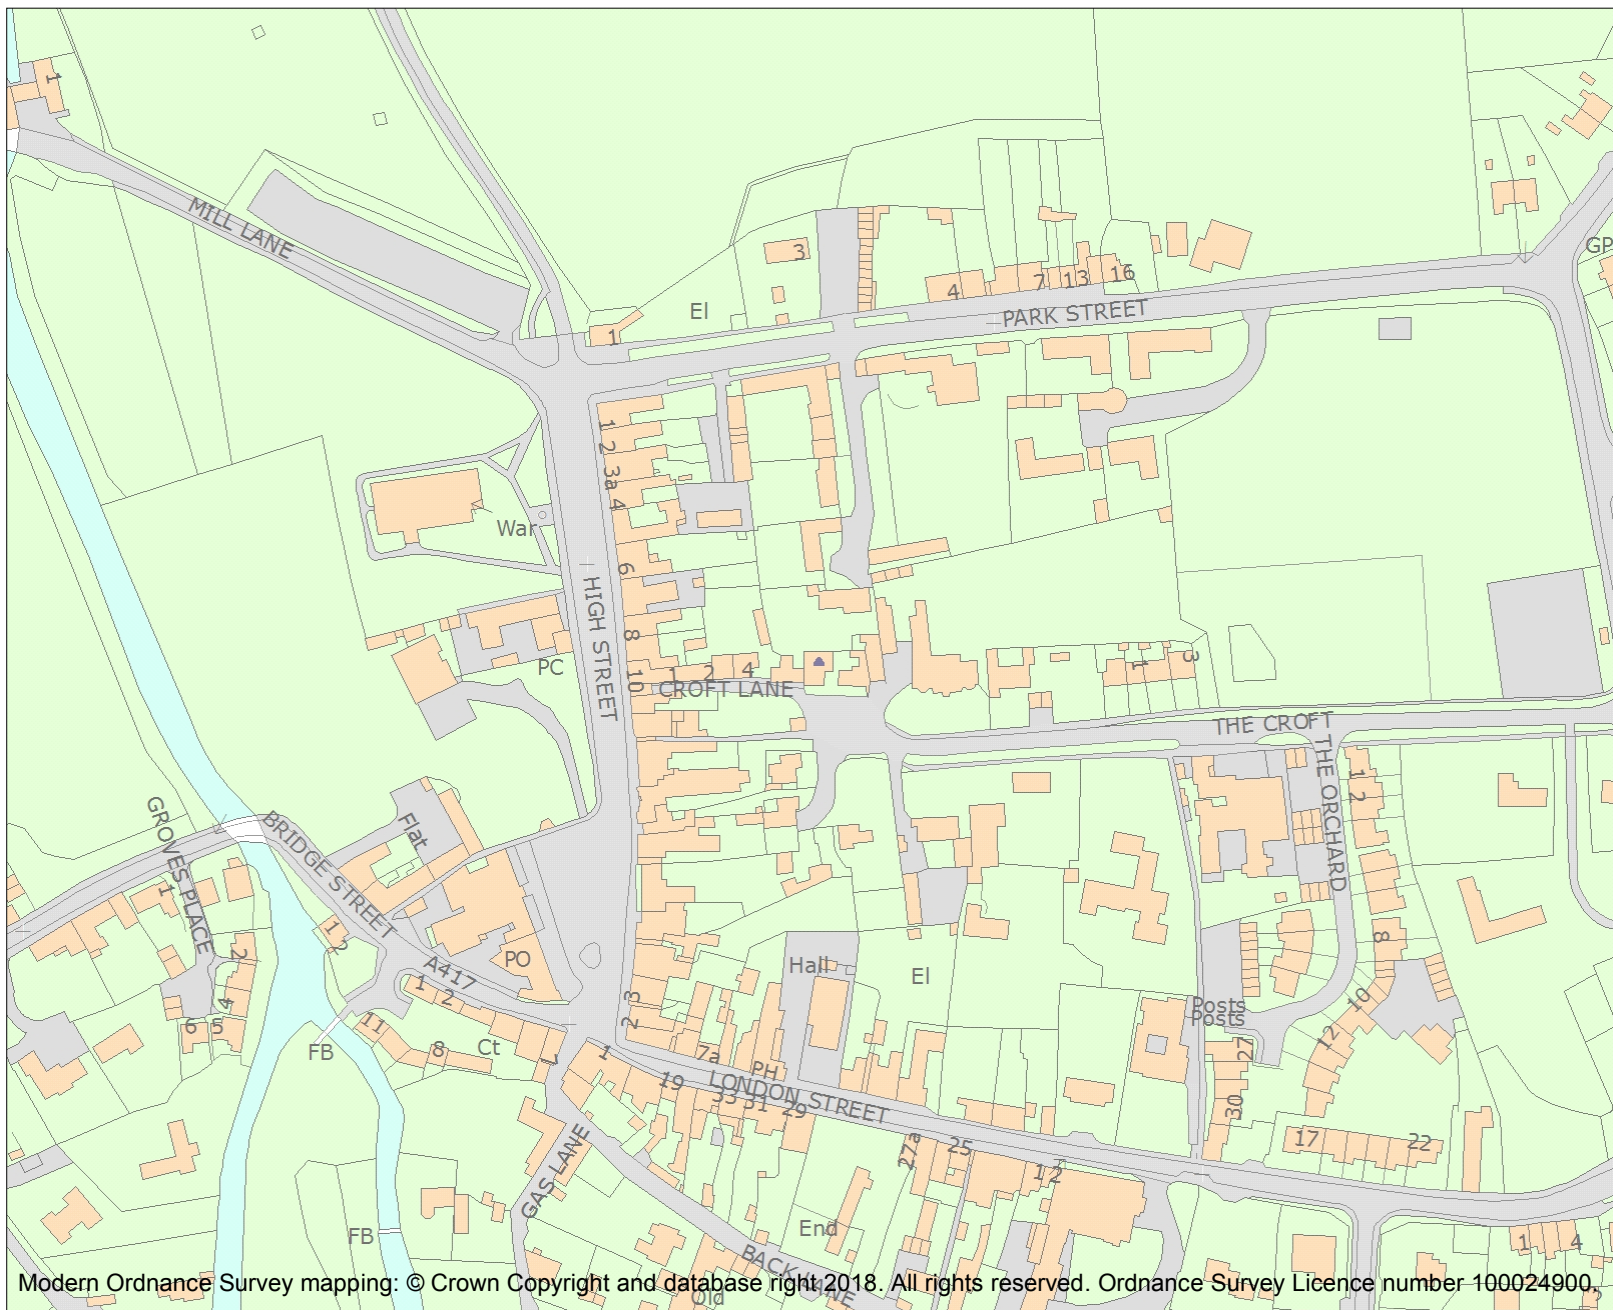 1
MILL LANE
3
El
4
7
13
16
PARK STREET
GP
1
1
2
3a
4
War
6
HIGH STREET
8
PC
10
1
2
4
CROFT LANE
1
3
THE CROFT
THE ORCHARD
1
2
GROVES PLACE
BRIDGE STREET
Flat
1
1
2
2
A417
PO
Hall
El
8
10
12
Posts
Posts
1
2
4
5
6
11
FB
8
Ct
1
2
3
7a
PH
1
19
LONDON STREET
33
31
29
27
30
17
22
27a
25
1
2
GAS LANE
End
FB
BACK LANE
Old
1
4
Modern Ordnance Survey mapping: © Crown Copyright and database right 2018. All rights reserved. Ordnance Survey Licence number 100024900.